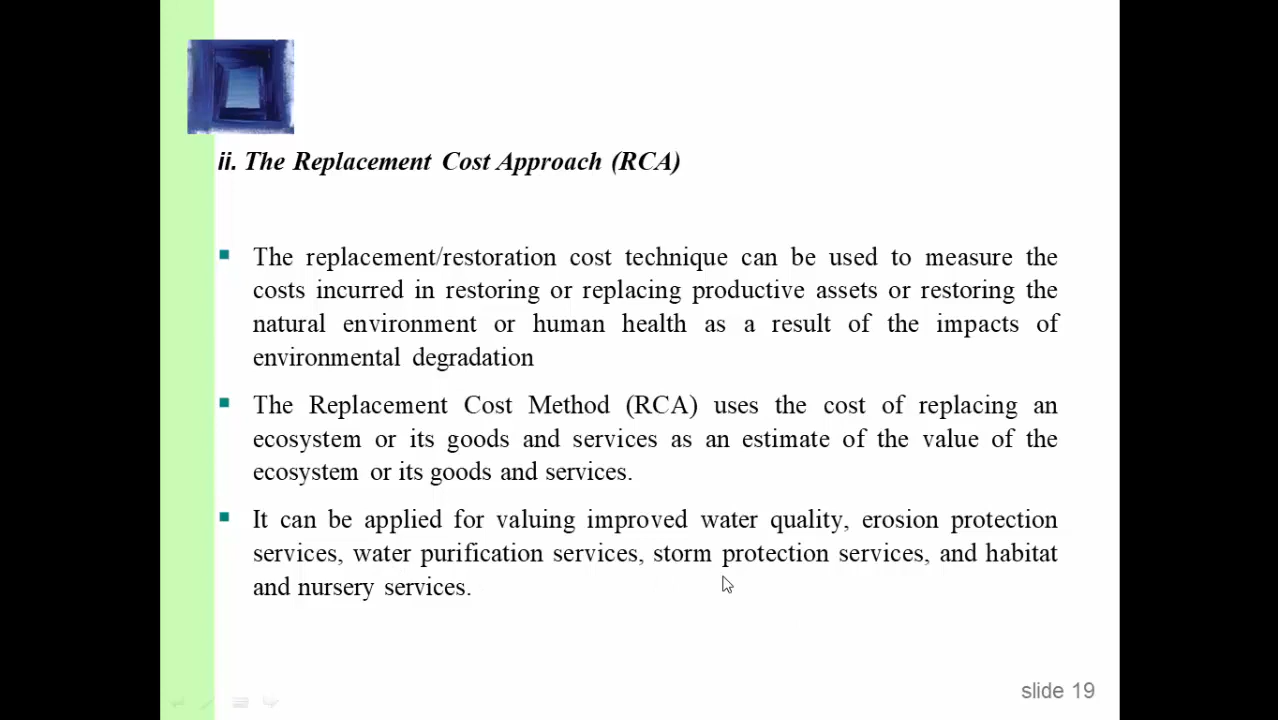 ii. The Replacement Cost Approach (RCA)
The replacement/restoration cost technique can be used to measure the
costs incurred in restoring or replacing productive assets or restoring the
natural environment or human health as a result of the impacts of
environmental degradation
The Replacement Cost Method (RCA) uses the cost of replacing an
ecosystem or its goods and services as an estimate of the value of the
ecosystem or its goods and services.
It can be applied for valuing improved water quality, erosion protection
services, water purification services, storm protection services, and habitat
and nursery services.
slide 19